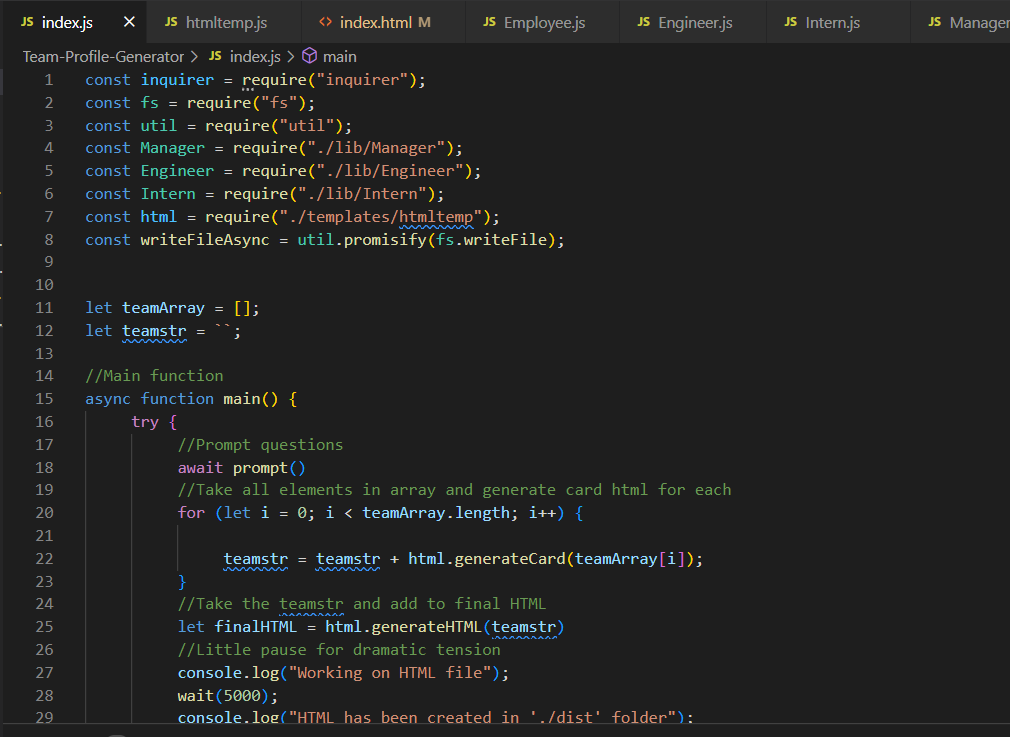 JS index.js × JS htmltemp.js <> index.html M JS Employee.js JS Engineer.js JS Intern.js JS Manager
Team-Profile-Generator > JS index.js > main
1 const inquirer = require("inquirer");
2 const fs = require("fs");
3 const util = require("util");
4 const Manager = require("./lib/Manager");
5 const Engineer = require("./lib/Engineer");
6 const Intern = require("./lib/Intern");
7 const html = require("./templates/htmltemp");
8 const writeFileAsync = util.promisify(fs.writeFile);
9
10
11 let teamArray = [];
12 let teamstr = ``;
13
14 //Main function
15 async function main() {
16 try {
17 //Prompt questions
18 await prompt()
19 //Take all elements in array and generate card html for each
20 for (let i = 0; i < teamArray.length; i++) {
21
22 teamstr = teamstr + html.generateCard(teamArray[i]);
23 }
24 //Take the teamstr and add to final HTML
25 let finalHTML = html.generateHTML(teamstr)
26 //Little pause for dramatic tension
27 console.log("Working on HTML file");
28 wait(5000);
29 console.log("HTML has been created in './dist' folder");